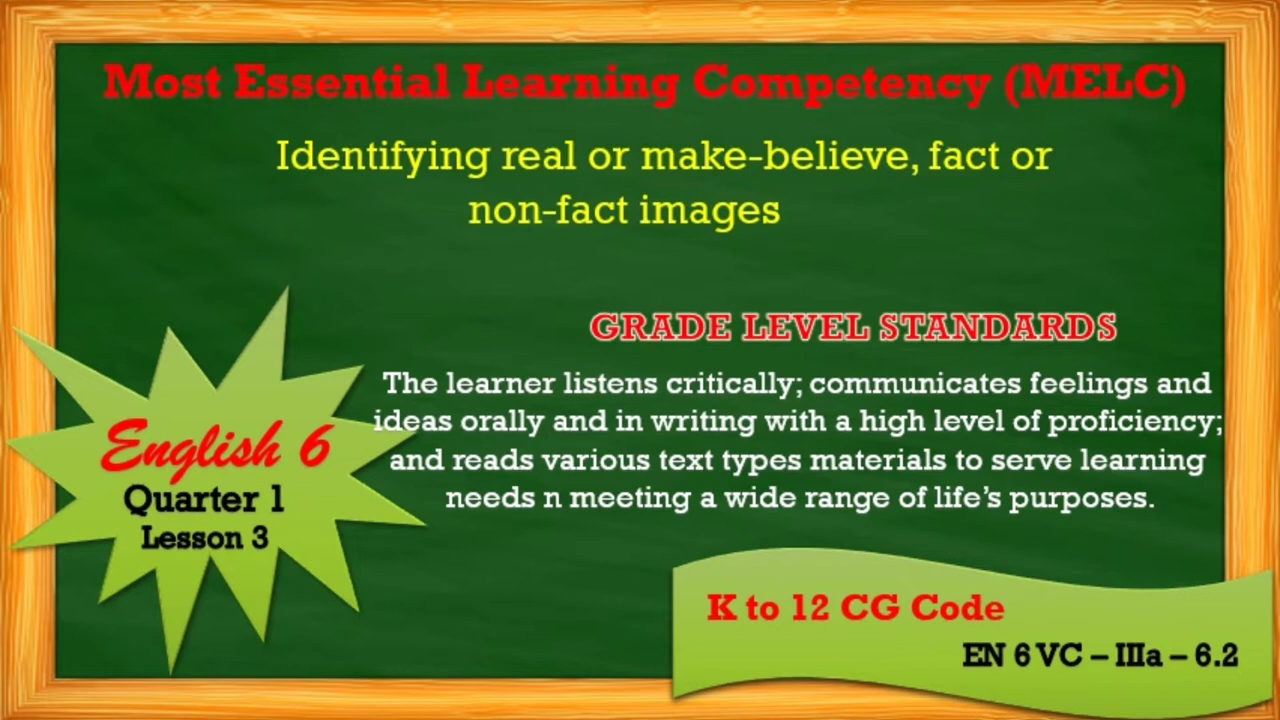 Most Essential Learning Competency (MELC)
Identifying real or make-believe, fact or
non-fact images
GRADE LEVEL STANDARDS
The learner listens critically; communicates feelings and
ideas orally and in writing with a high level of proficiency;
and reads various text types materials to serve learning
needs n meeting a wide range of life’s purposes.
English 6
Quarter 1
Lesson 3
K to 12 CG Code
EN 6 VC – IIIa – 6.2